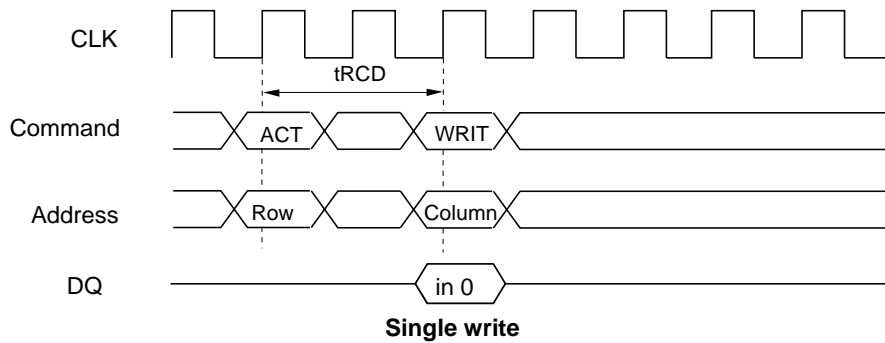 CLK
tRCD
Command ACT WRIT
Address Row Column
DQ in 0
Single write